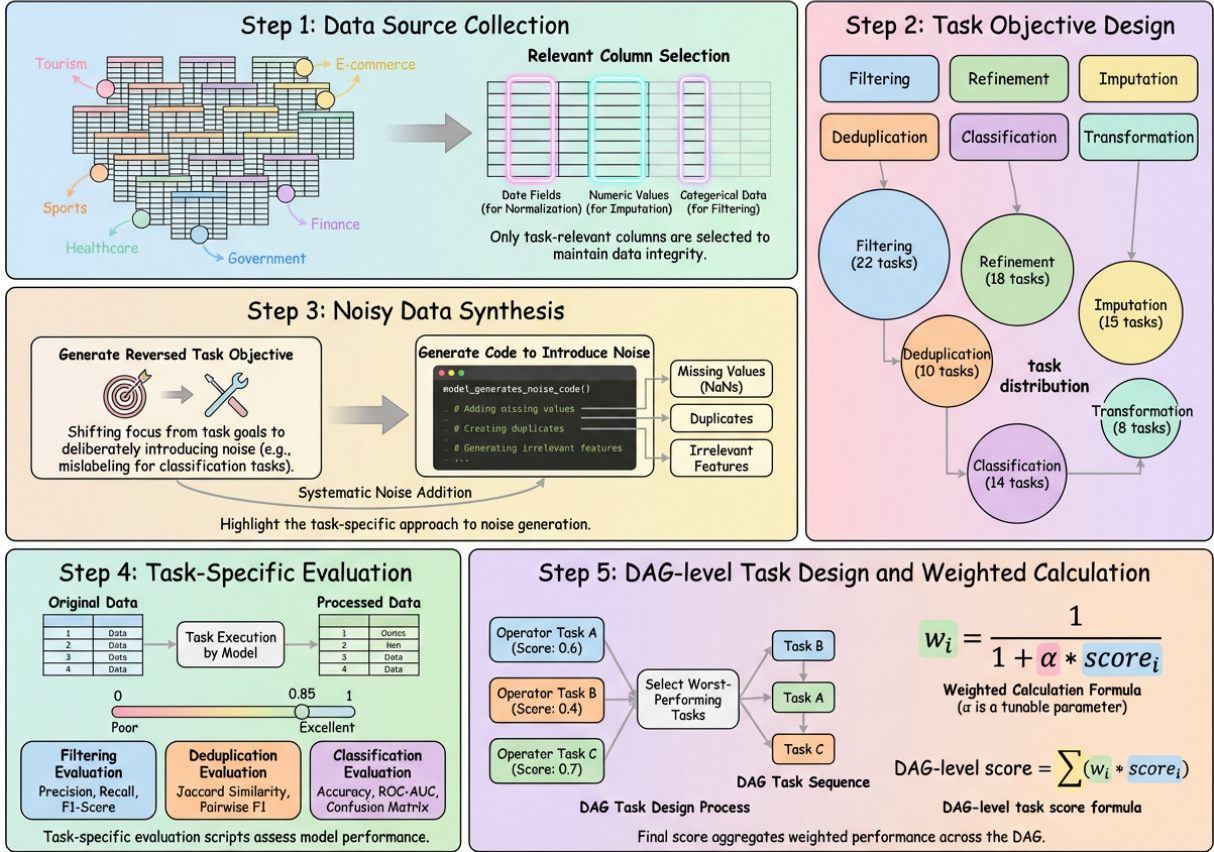 Step 1: Data Source Collection
Tourism
E-commerce
Sports
Healthcare
Finance
Government
Relevant Column Selection
Date Fields
(for Normalization)
Numeric Values
(for Imputation)
Categerical Data
(for Filtering)
Only task-relevant columns are selected to
maintain data integrity.
Step 2: Task Objective Design
Filtering
Refinement
Imputation
Deduplication
Classification
Transformation
Filtering
(22 tasks)
Refinement
(18 tasks)
Imputation
(15 tasks)
Deduplication
(10 tasks)
task
distribution
Transformation
(8 tasks)
Classification
(14 tasks)
Step 3: Noisy Data Synthesis
Generate Reversed Task Objective
Shifting focus from task goals to
deliberately introducing noise (e.g.,
mislabeling for classification tasks).
Generate Code to Introduce Noise
model_generates_noise_code()
# Adding missing values
# Creating duplicates
# Generating irrelevant features
...
Missing Values
(NaNs)
Duplicates
Irrelevant
Features
Systematic Noise Addition
Highlight the task-specific approach to noise generation.
Step 4: Task-Specific Evaluation
Original Data
1 Data
2 Data
3 Dots
4 Data
Task Execution
by Model
Processed Data
1 Ountes
2 Hen
3 Data
4 Data
0 0.85 1
Poor Excellent
Filtering
Evaluation
Precision, Recall,
F1-Score
Deduplication
Evaluation
Jaccard Similarity,
Pairwise F1
Classification
Evaluation
Accuracy, ROC-AUC,
Confusion Matrix
Task-specific evaluation scripts assess model performance.
Step 5: DAG-level Task Design and Weighted Calculation
Operator Task A
(Score: 0.6)
Operator Task B
(Score: 0.4)
Operater Task C
(Score: 0.7)
Select Worst-
Performing
Tasks
Task B
Task A
Task C
DAG Task Sequence
DAG Task Design Process
w_i = 1 / (1 + α * score_i)
Weighted Calculation Formula
(α is a tunable parameter)
DAG-level score = ∑(w_i * score_i)
DAG-level task score formula
Final score aggregates weighted performance across the DAG.